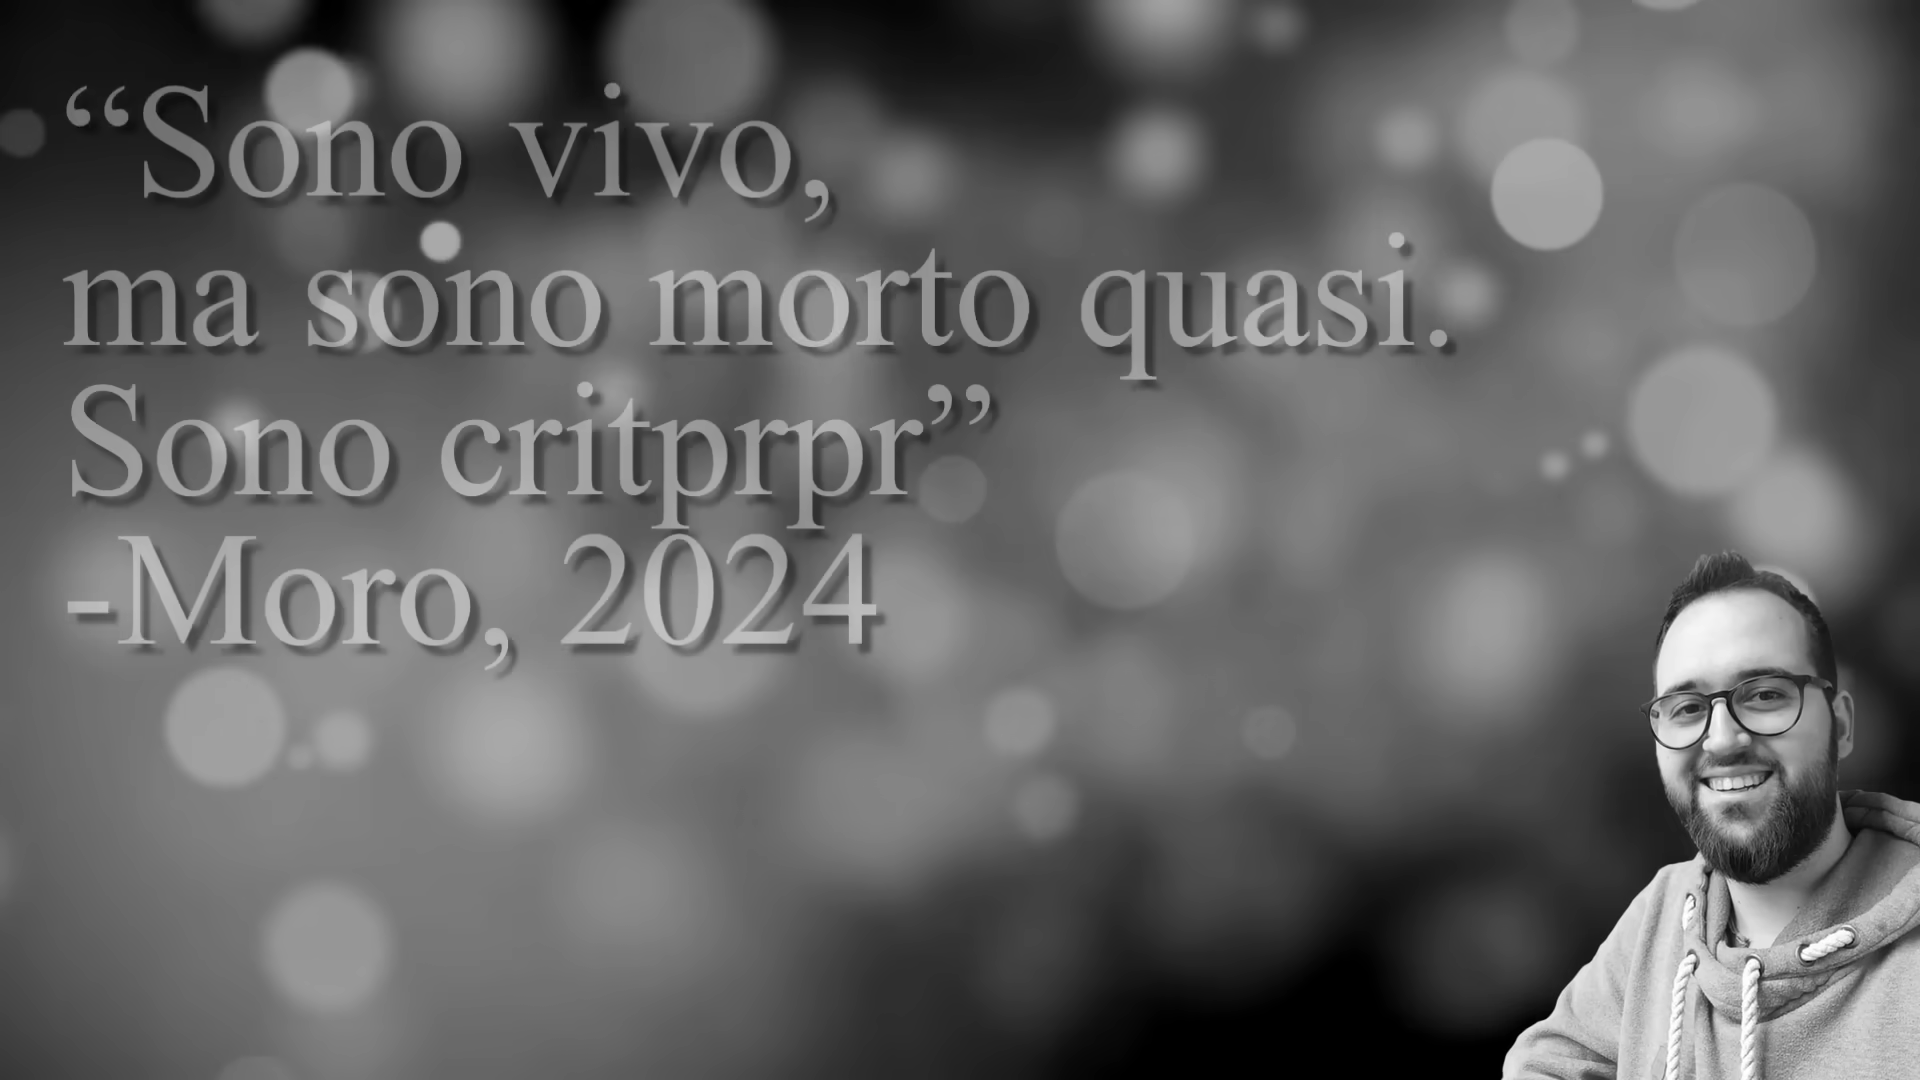 “Sono vivo,
ma sono morto quasi.
Sono critprpr”
-Moro, 2024